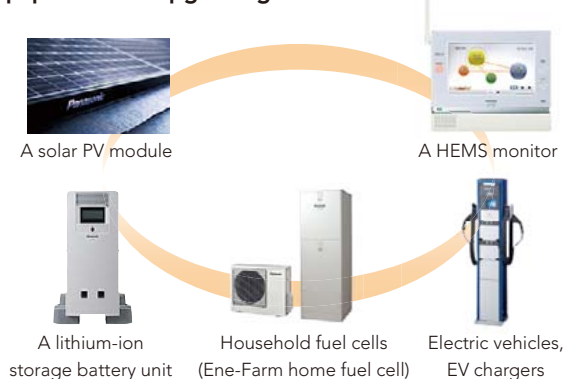 Panasonic
A solar PV module
A HEMS monitor
A lithium-ion
storage battery unit
Household fuel cells
(Ene-Farm home fuel cell)
Electric vehicles,
EV chargers